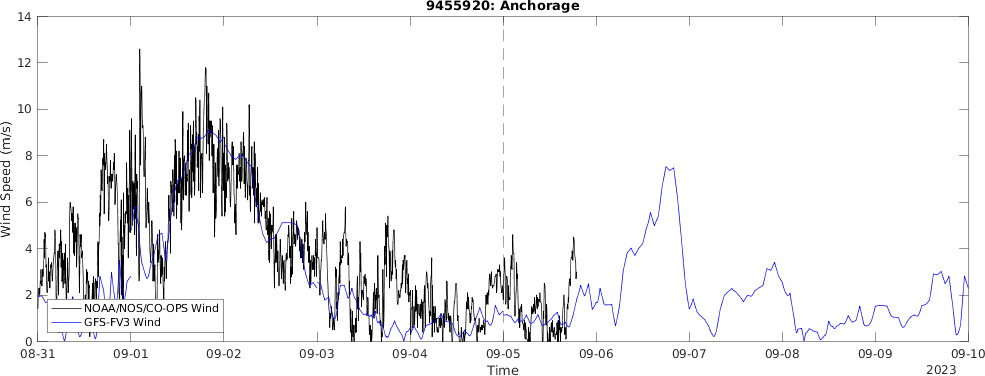 9455920: Anchorage
14
12
10
8
6
4
2
0
Wind Speed (m/s)
NOAA/NOS/CO-OPS Wind
GFS-FV3 Wind
08-31 09-01 09-02 09-03 09-04 09-05 09-06 09-07 09-08 09-09 09-10
Time
2023